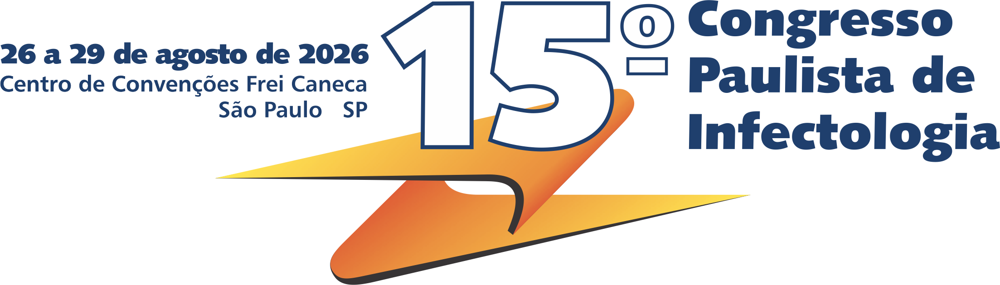 26 a 29 de agosto de 2026
Centro de Convenções Frei Caneca
São Paulo SP
15º
Congresso
Paulista de
Infectologia